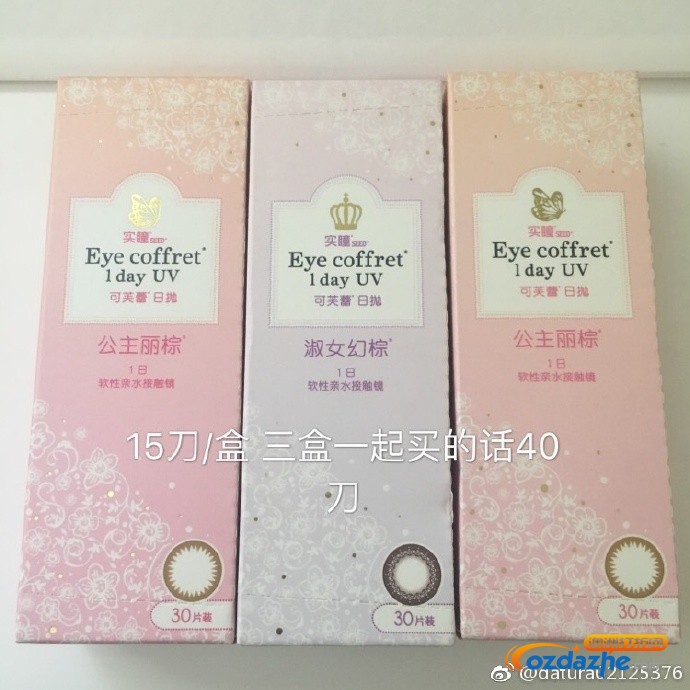 实瞳 SEED
Eye coffret
1 day UV
可芙蕾 日抛
公主丽棕
1日
软性亲水接触镜
30片装
实瞳 SEED
Eye coffret
1 day UV
可芙蕾 日抛
淑女幻棕
1日
软性亲水接触镜
30片装
实瞳 SEED
Eye coffret
1 day UV
可芙蕾 日抛
公主丽棕
1日
软性亲水接触镜
30片装
15刀/盒 三盒一起买的话40
刀
ozdazhe
@daturac2125376